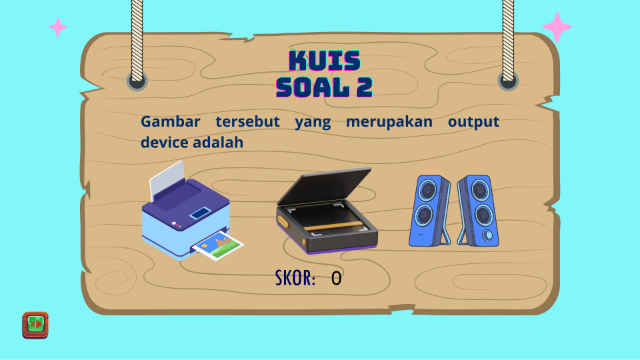 KUIS
SOAL 2
Gambar tersebut yang merupakan output
device adalah
SKOR: 0